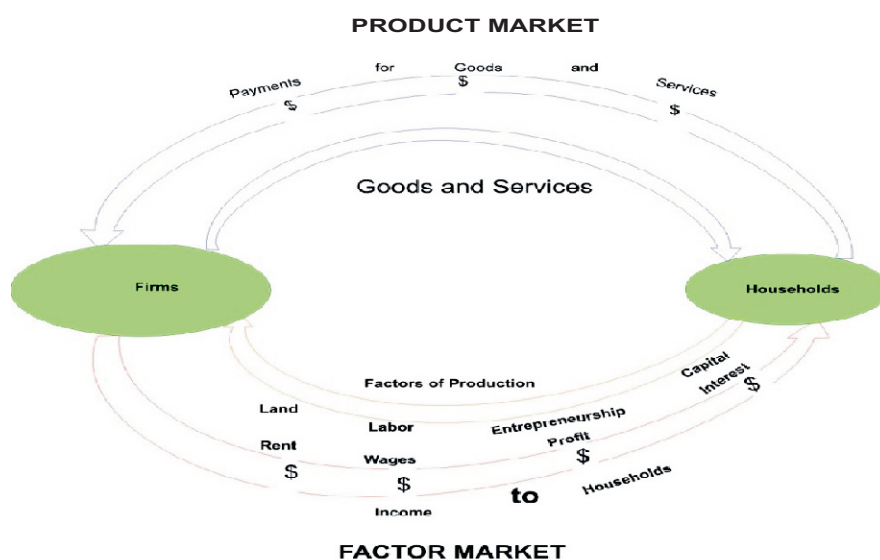 PRODUCT MARKET
Payments for Goods and Services
$ $ $
Goods and Services
Firms
Households
Factors of Production
Land Labor Entrepreneurship Capital
Rent Wages Profit Interest
$ $ $ $
Income to Households
FACTOR MARKET